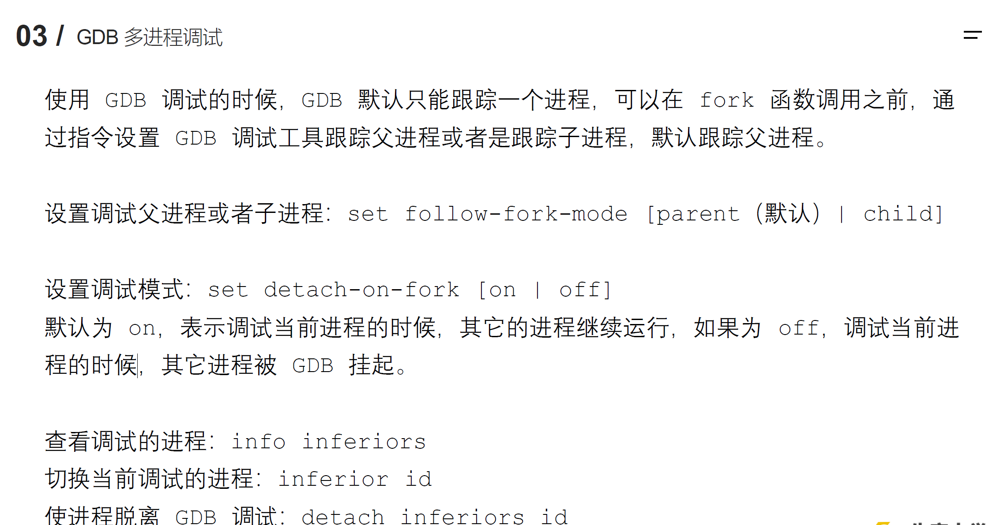 03 / GDB 多进程调试
使用 GDB 调试的时候，GDB 默认只能跟踪一个进程，可以在 fork 函数调用之前，通
过指令设置 GDB 调试工具跟踪父进程或者是跟踪子进程，默认跟踪父进程。
设置调试父进程或者子进程：set follow-fork-mode [parent（默认）| child]
设置调试模式：set detach-on-fork [on | off]
默认为 on，表示调试当前进程的时候，其它的进程继续运行，如果为 off，调试当前进
程的时候，其它进程被 GDB 挂起。
查看调试的进程：info inferiors
切换当前调试的进程：inferior id
使进程脱离 GDB 调试：detach inferiors id